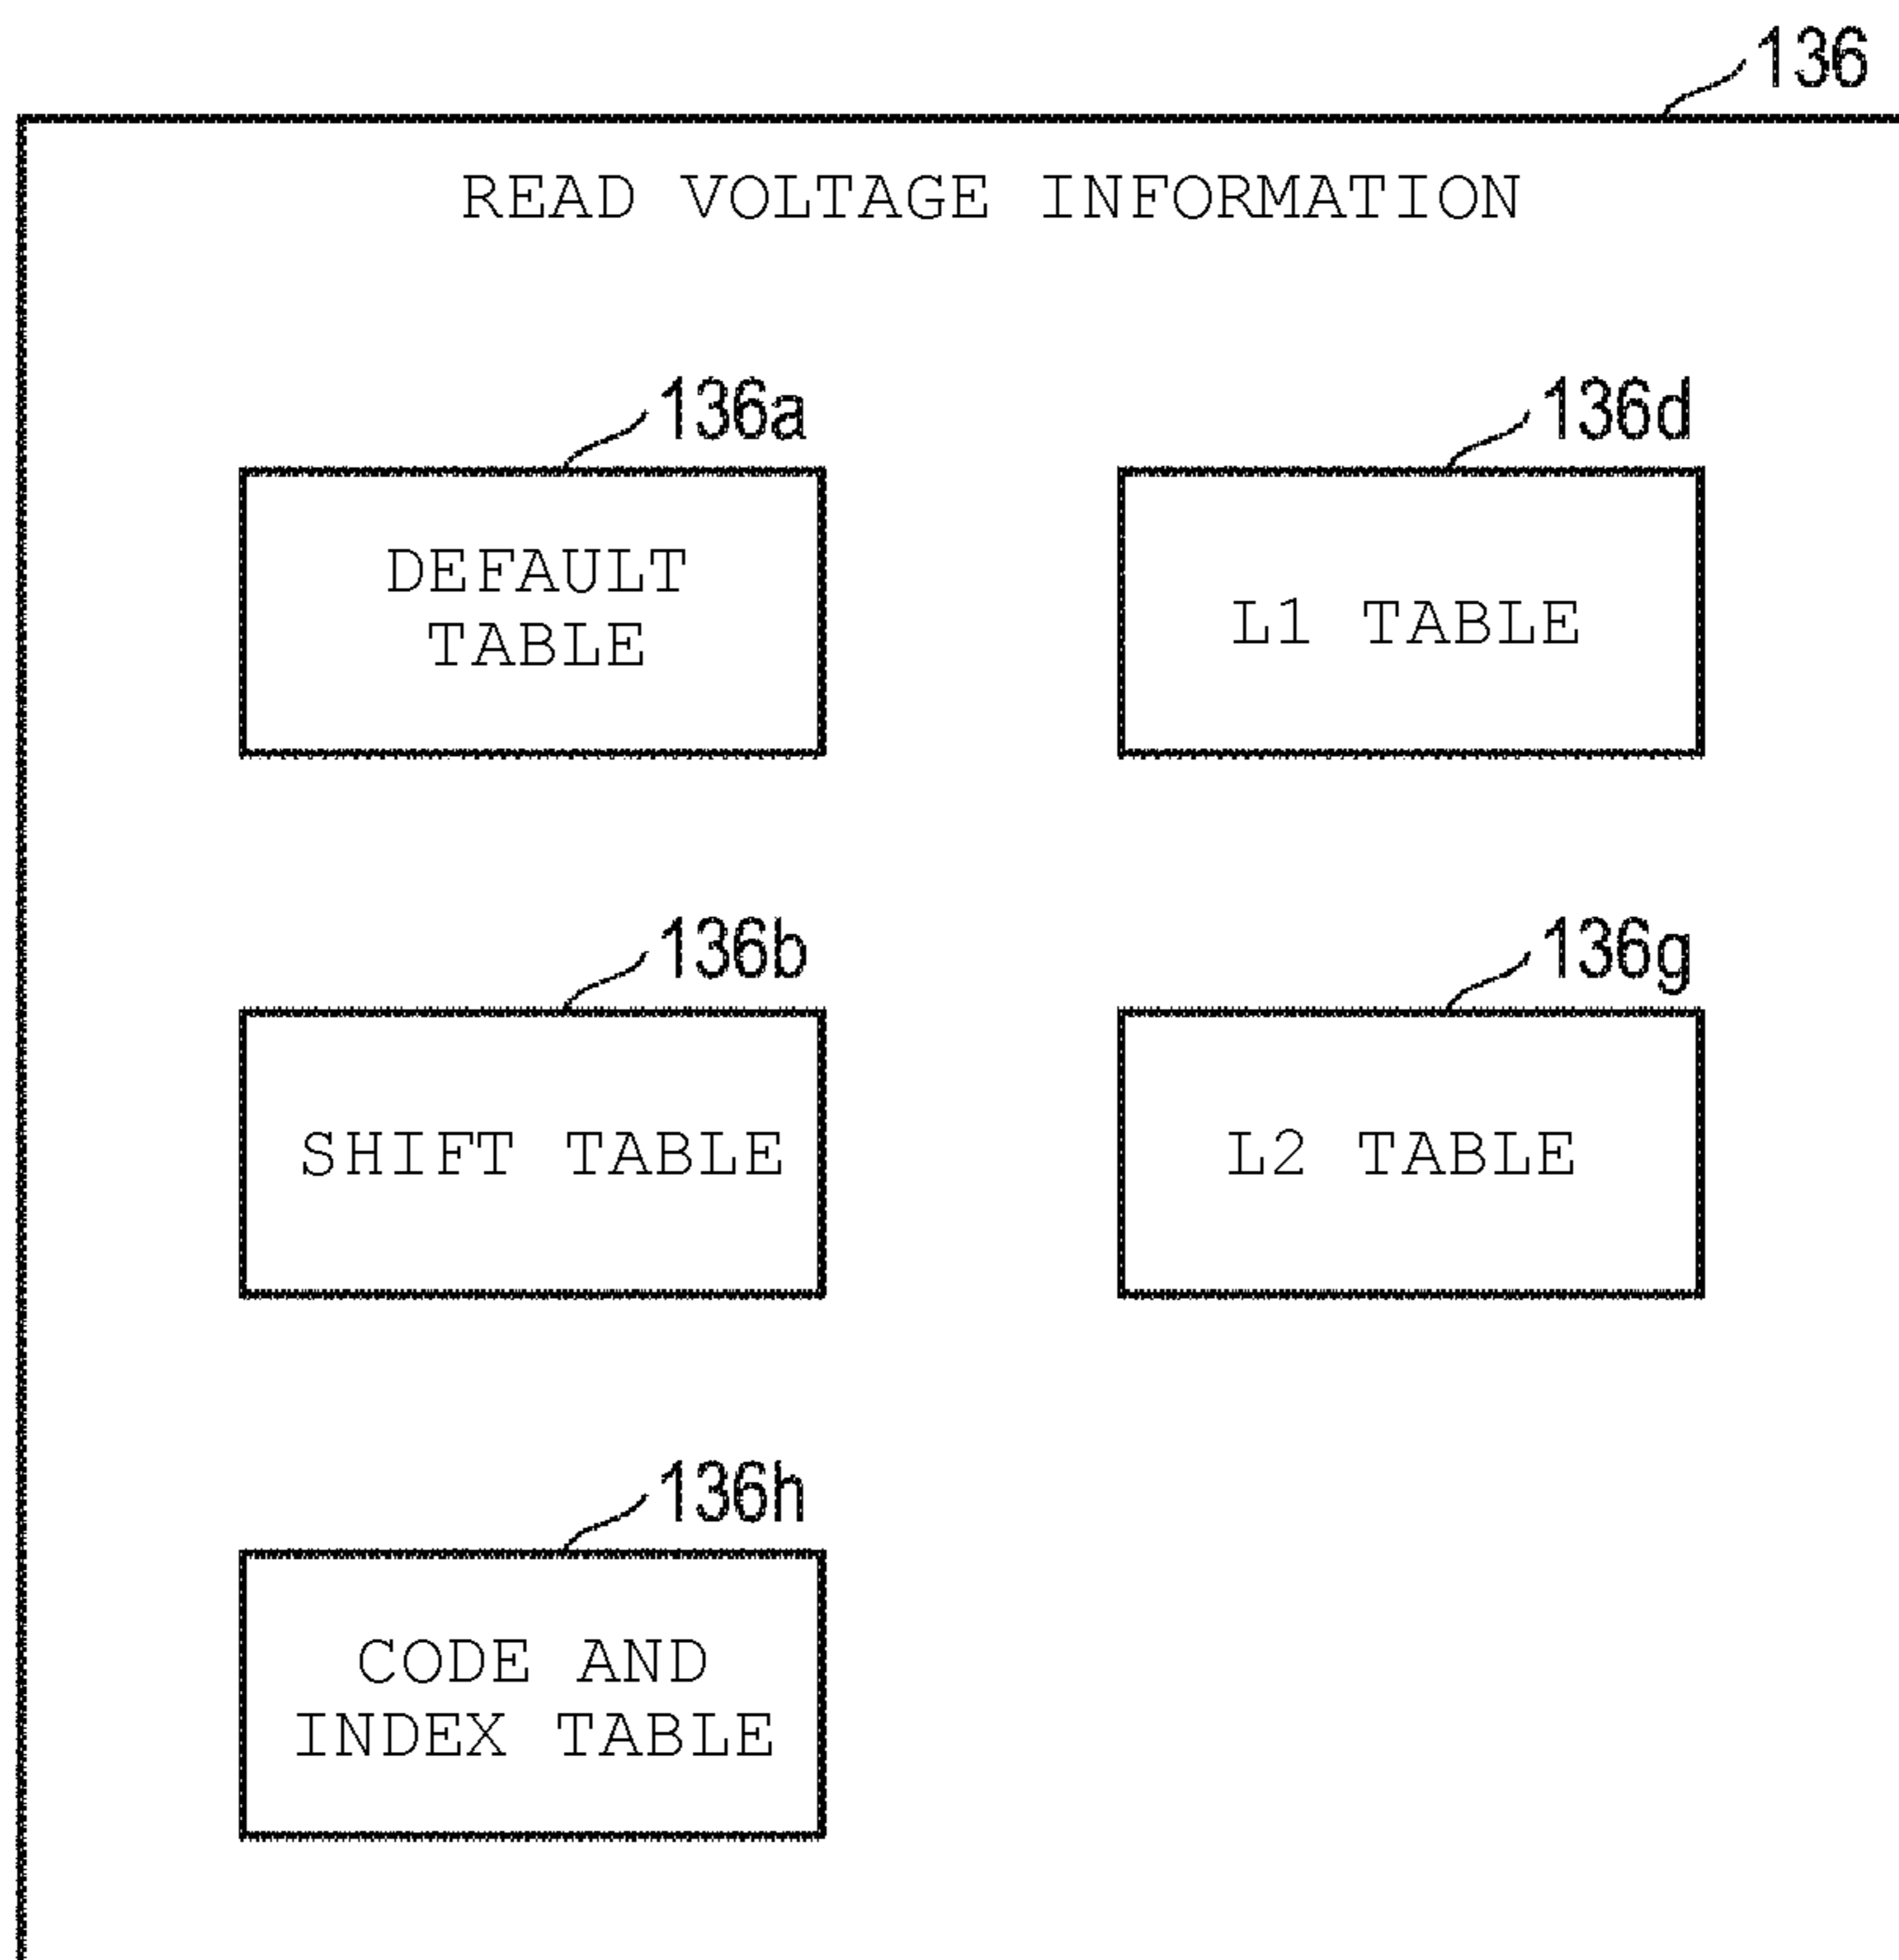 136
READ VOLTAGE INFORMATION
136a
136d
DEFAULT
TABLE
L1 TABLE
136b
136g
SHIFT TABLE
L2 TABLE
136h
CODE AND
INDEX TABLE